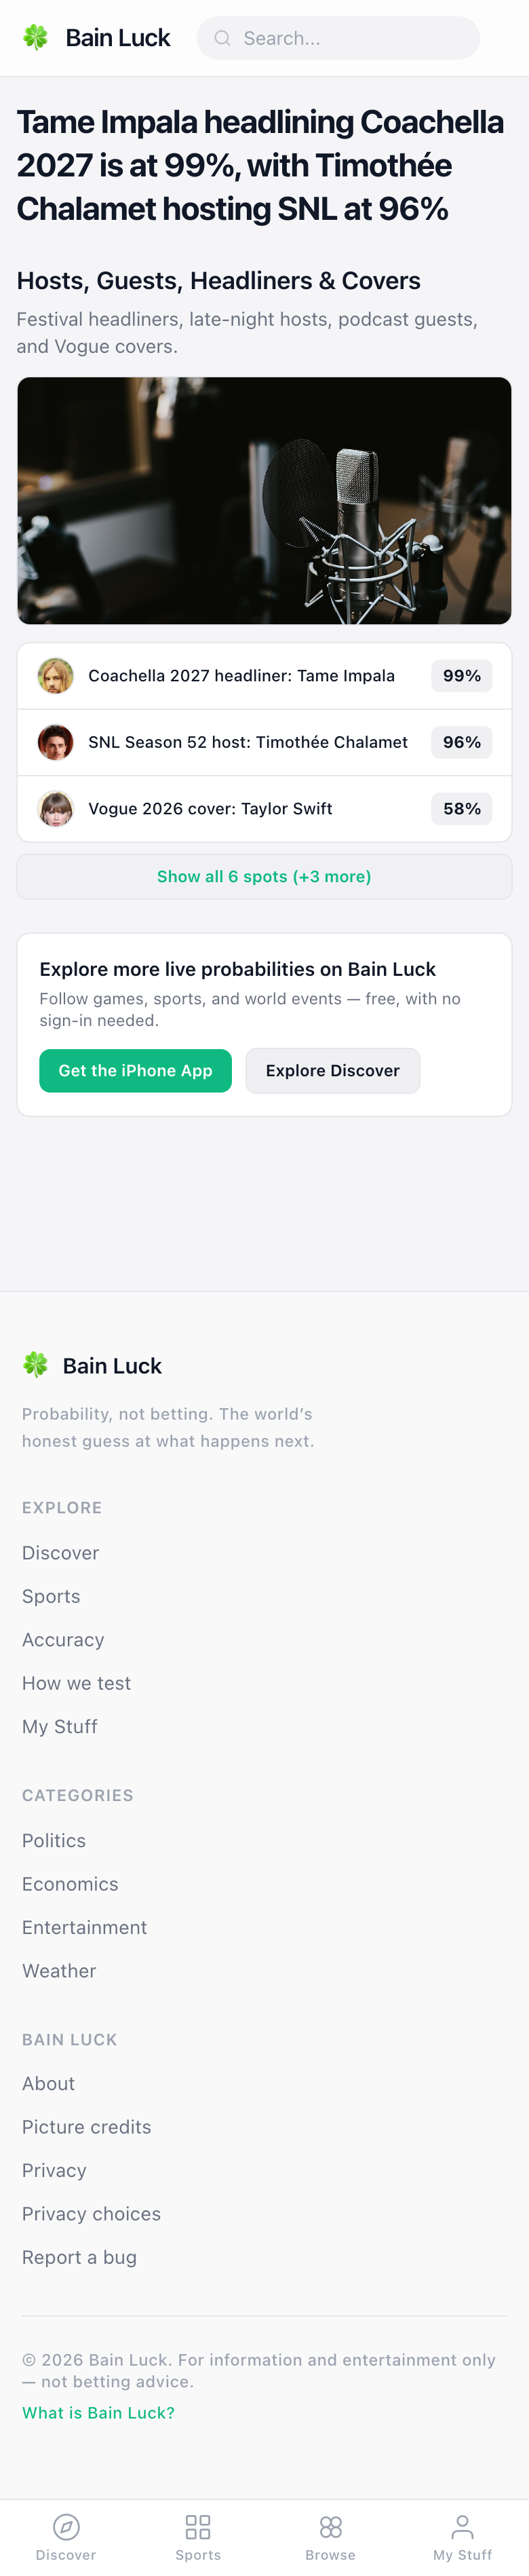 Bain Luck
Search...
Tame Impala headlining Coachella
2027 is at 99%, with Timothée
Chalamet hosting SNL at 96%
Hosts, Guests, Headliners & Covers
Festival headliners, late-night hosts, podcast guests,
and Vogue covers.
Coachella 2027 headliner: Tame Impala 99%
SNL Season 52 host: Timothée Chalamet 96%
Vogue 2026 cover: Taylor Swift 58%
Show all 6 spots (+3 more)
Explore more live probabilities on Bain Luck
Follow games, sports, and world events — free, with no
sign-in needed.
Get the iPhone App Explore Discover
Bain Luck
Probability, not betting. The world's
honest guess at what happens next.
EXPLORE
Discover
Sports
Accuracy
How we test
My Stuff
CATEGORIES
Politics
Economics
Entertainment
Weather
BAIN LUCK
About
Picture credits
Privacy
Privacy choices
Report a bug
© 2026 Bain Luck. For information and entertainment only
— not betting advice.
What is Bain Luck?
Discover Sports Browse My Stuff